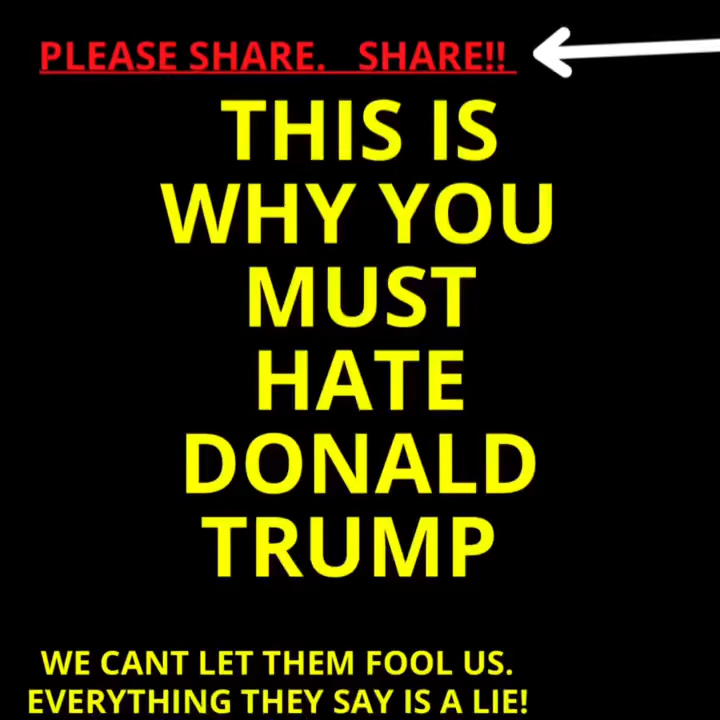 PLEASE SHARE.   SHARE!!
THIS IS
WHY YOU
MUST
HATE
DONALD
TRUMP
WE CANT LET THEM FOOL US.
EVERYTHING THEY SAY IS A LIE!